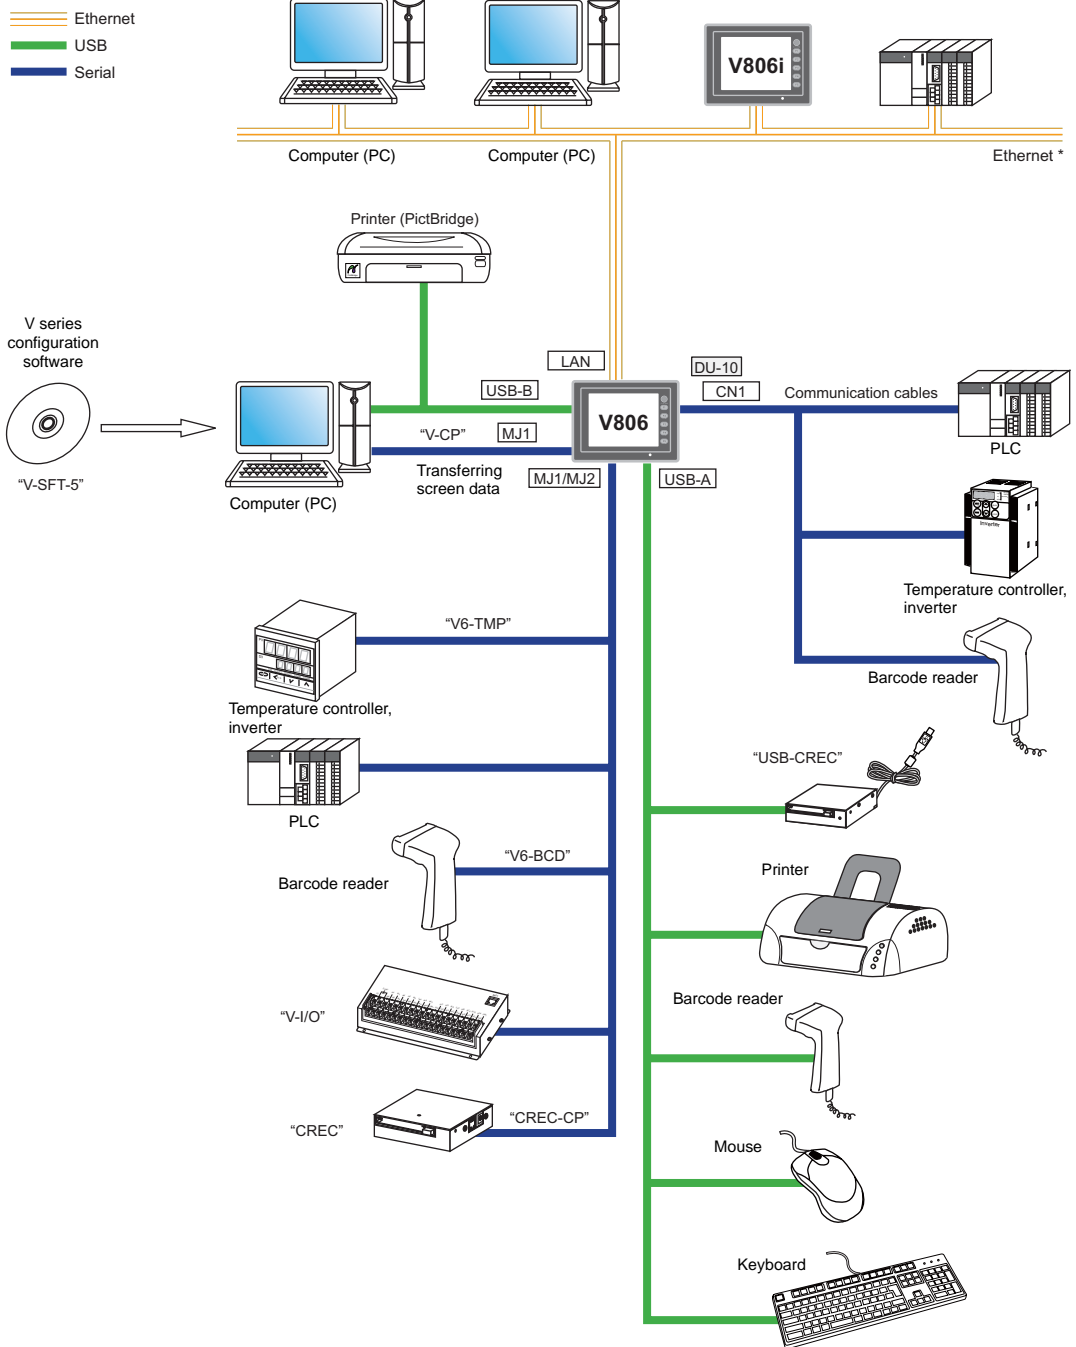 Ethernet
USB
Serial
V806i
Computer (PC)
Computer (PC)
Ethernet *
Printer (PictBridge)
V series
configuration
software
LAN
DU-10
USB-B
CN1
Communication cables
V806
“V-CP”
MJ1
PLC
Transferring
screen data
MJ1/MJ2
USB-A
“V-SFT-5”
Computer (PC)
Inverter
Temperature controller,
inverter
“V6-TMP”
Barcode reader
Temperature controller,
inverter
“USB-CREC”
PLC
“V6-BCD”
Barcode reader
Printer
Barcode reader
“V-I/O”
“CREC”
“CREC-CP”
Mouse
Keyboard